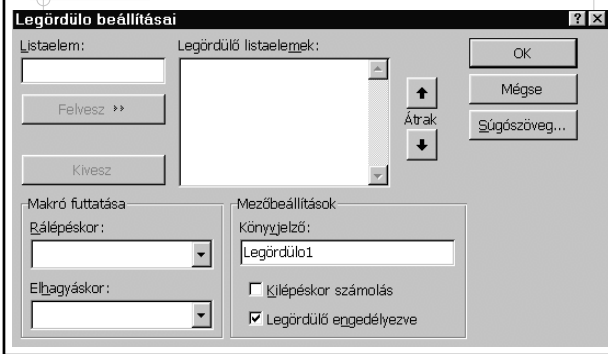 Legördülo beállításai
Listaelem:
Legördülő listaelemek:
OK
Felvesz
Mégse
Átrak
Súgószöveg...
Kivesz
Makró futtatása
Mezőbeállítások
Rálépéskor:
Könyvjelző:
Legördülo1
Elhagyáskor:
Kilépéskor számolás
Legördülő engedélyezve